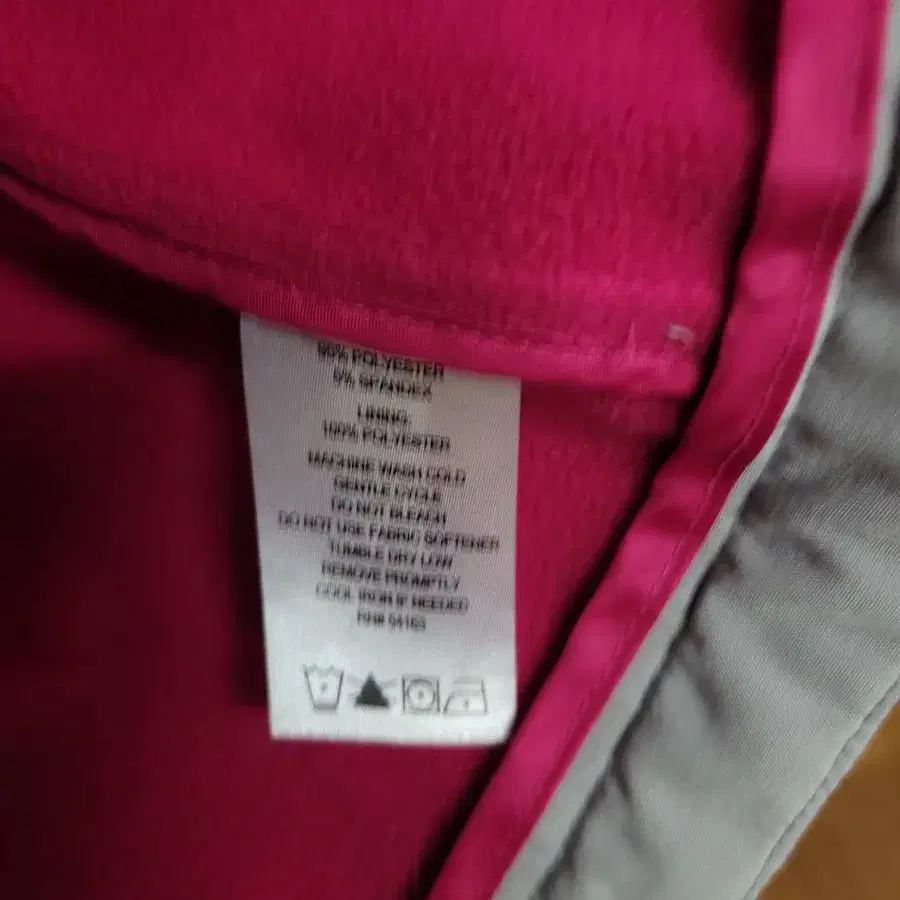 POLYESTER
SPANDEX
LINING:
100% POLYESTER
MACHINE WASH COLD
GENTLE CYCLE
DO NOT BLEACH
DO NOT USE FABRIC SOFTENER
TUMBLE DRY LOW
REMOVE PROMPTLY
COOL IRON IF NEEDED